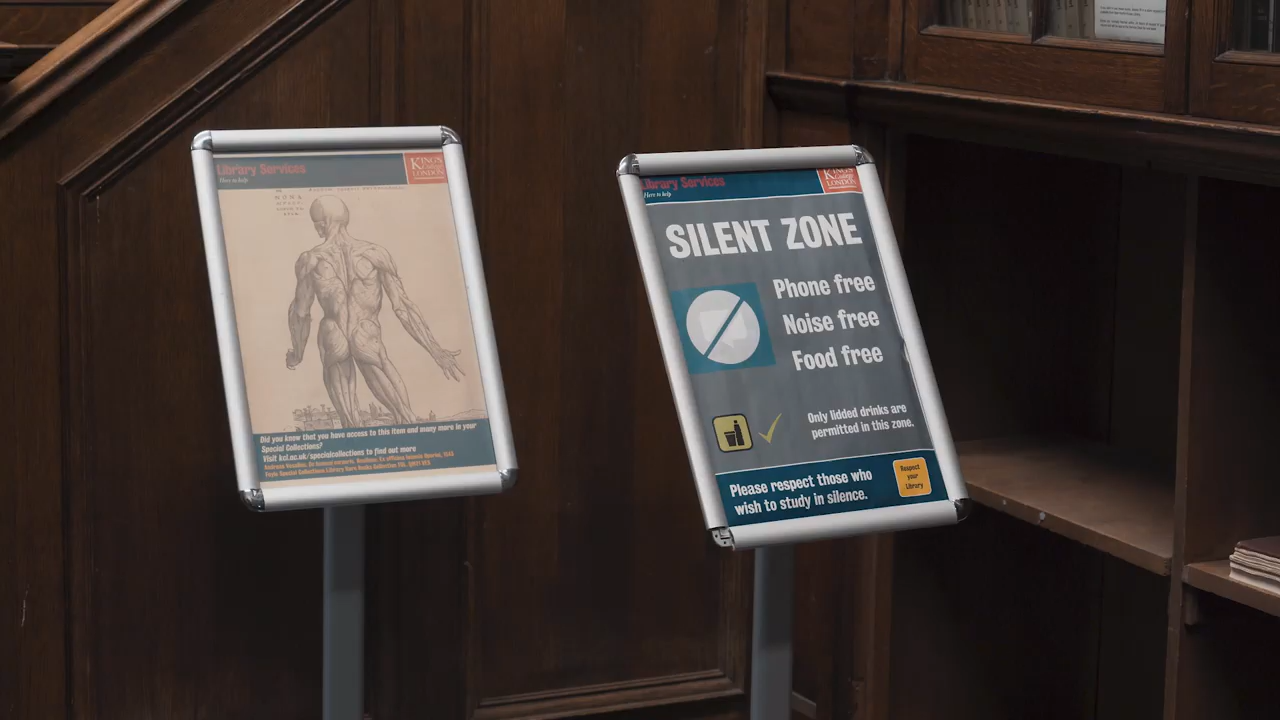 Library Services
Here to help
KING'S
College
LONDON
Did you know that you have access to this item and many more in your
Special Collections?
Visit kcl.ac.uk/specialcollections to find out more
Library Services
Here to help
KING'S
College
LONDON
SILENT ZONE
Phone free
Noise free
Food free
Only lidded drinks are
permitted in this zone.
Please respect those who
wish to study in silence.
Respect
your
Library